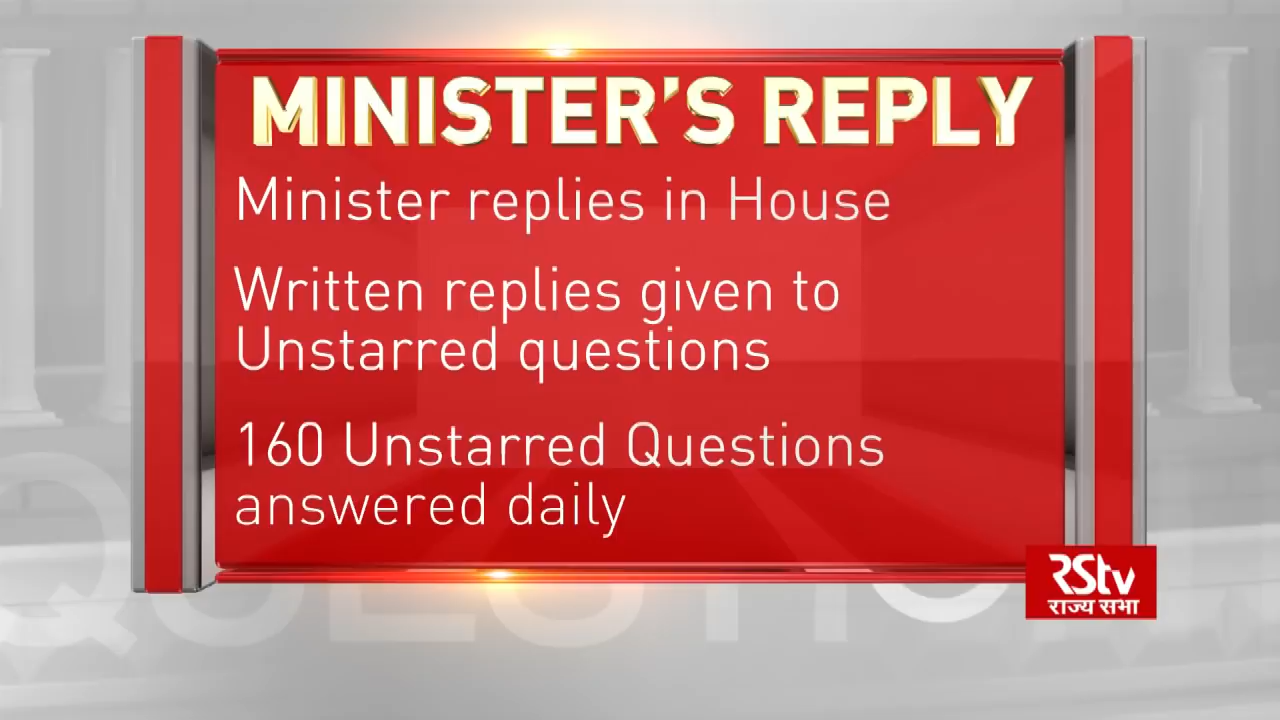 MINISTER'S REPLY
Minister replies in House
Written replies given to
Unstarred questions
160 Unstarred Questions
answered daily
RStv
राज्य सभा
QUESTION